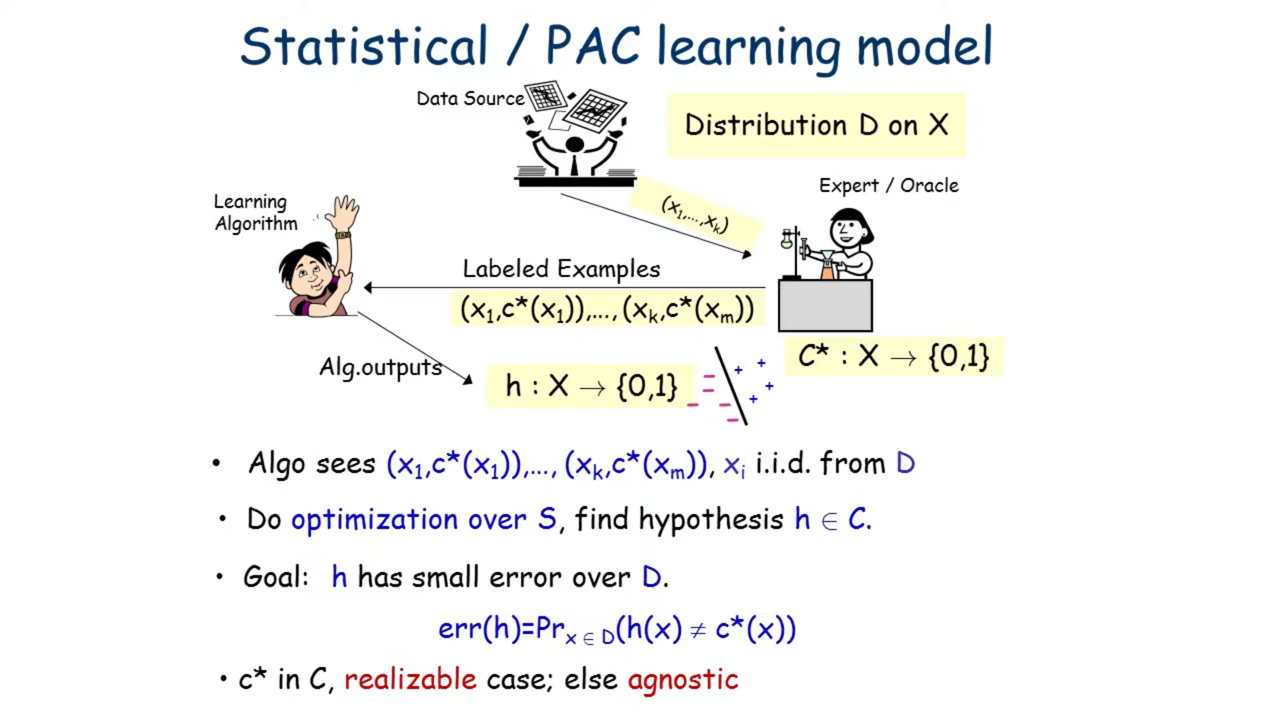 Statistical / PAC learning model
Data Source
Distribution D on X
Expert / Oracle
Learning
Algorithm
(x₁,...,xₖ)
Labeled Examples
(x₁,c*(x₁)),..., (xₖ,c*(xₘ))
C* : X → {0,1}
Alg.outputs
h : X → {0,1}
• Algo sees (x₁,c*(x₁)),..., (xₖ,c*(xₘ)), xᵢ i.i.d. from D
• Do optimization over S, find hypothesis h ∈ C.
• Goal: h has small error over D.
err(h)=Prₓ ∈ D(h(x) ≠ c*(x))
• c* in C, realizable case; else agnostic